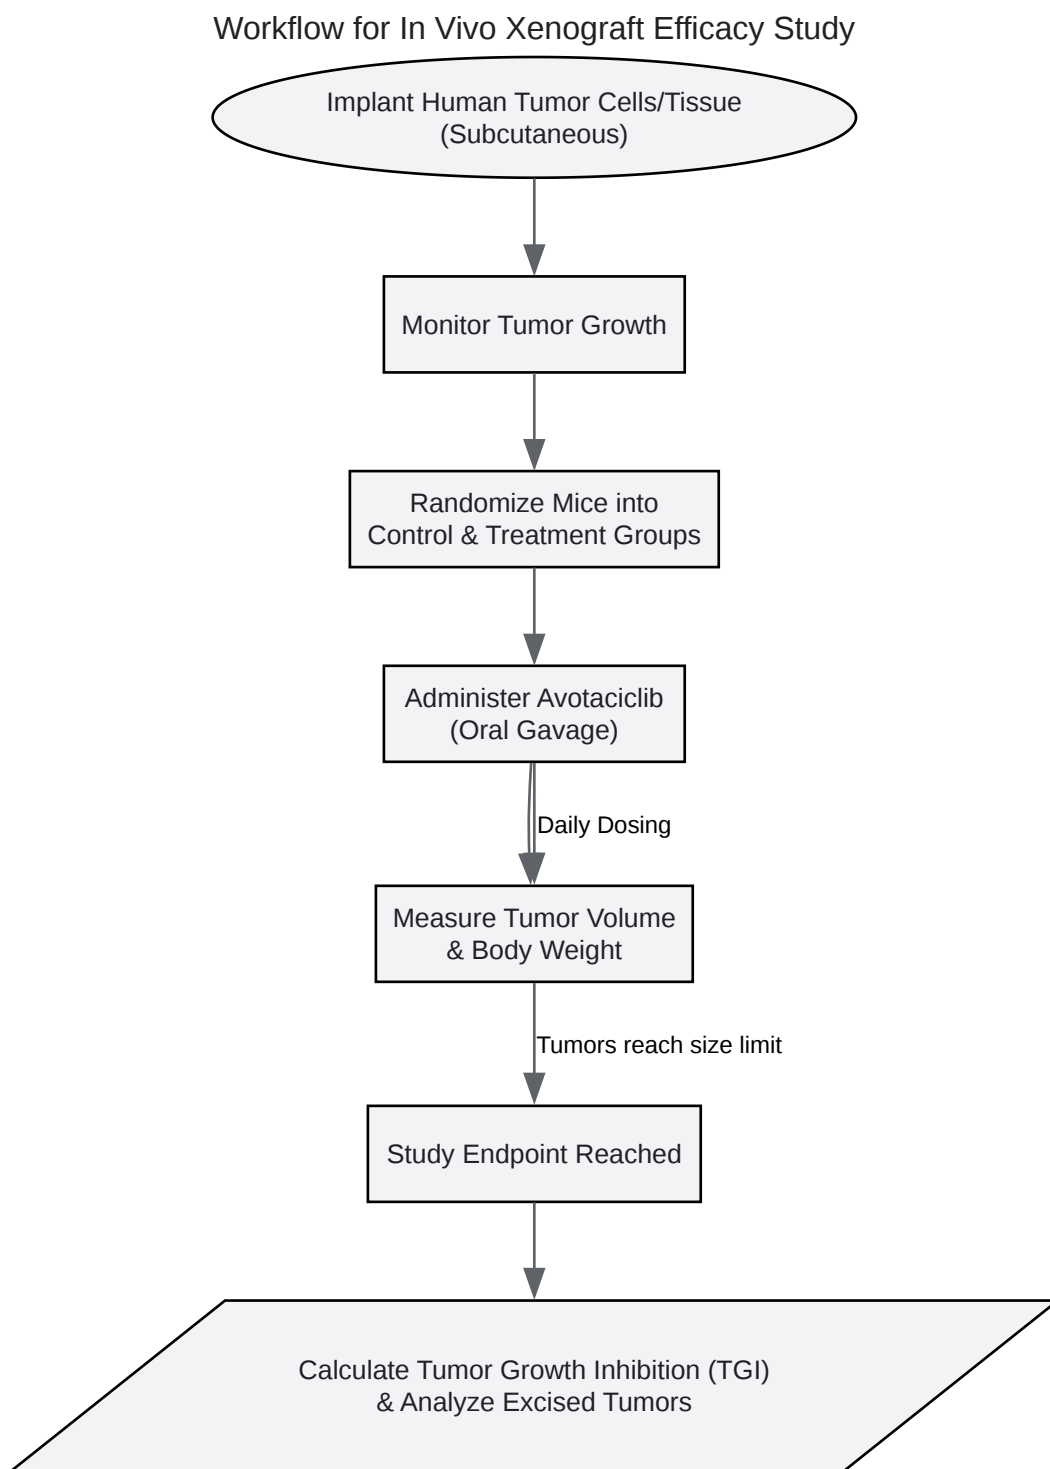 Workflow for In Vivo Xenograft Efficacy Study
Implant Human Tumor Cells/Tissue
(Subcutaneous)
Monitor Tumor Growth
Randomize Mice into
Control & Treatment Groups
Administer Avotaciclib
(Oral Gavage)
Daily Dosing
Measure Tumor Volume
& Body Weight
Tumors reach size limit
Study Endpoint Reached
Calculate Tumor Growth Inhibition (TGI)
& Analyze Excised Tumors